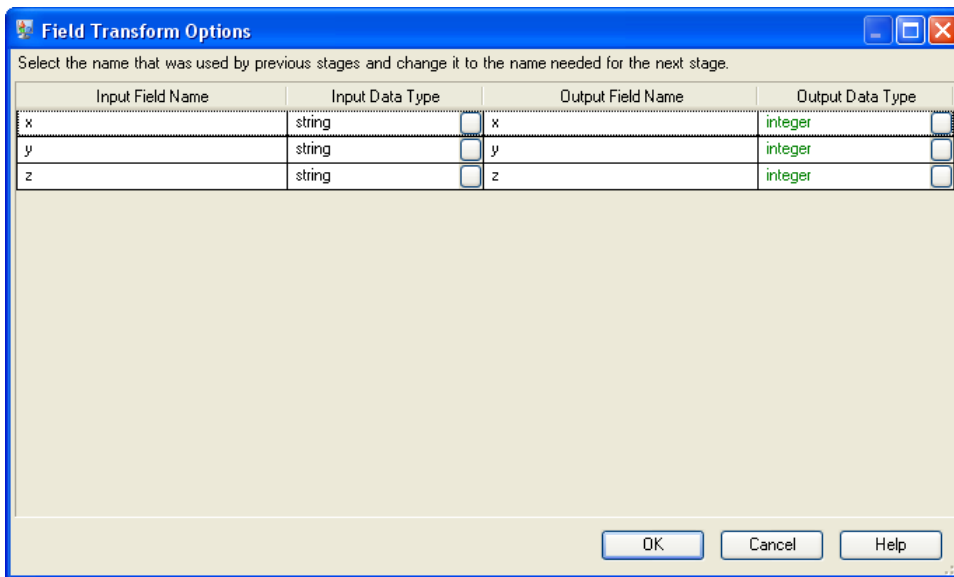 Field Transform Options
Select the name that was used by previous stages and change it to the name needed for the next stage.
Input Field Name Input Data Type Output Field Name Output Data Type
x string x integer
y string y integer
z string z integer
OK Cancel Help